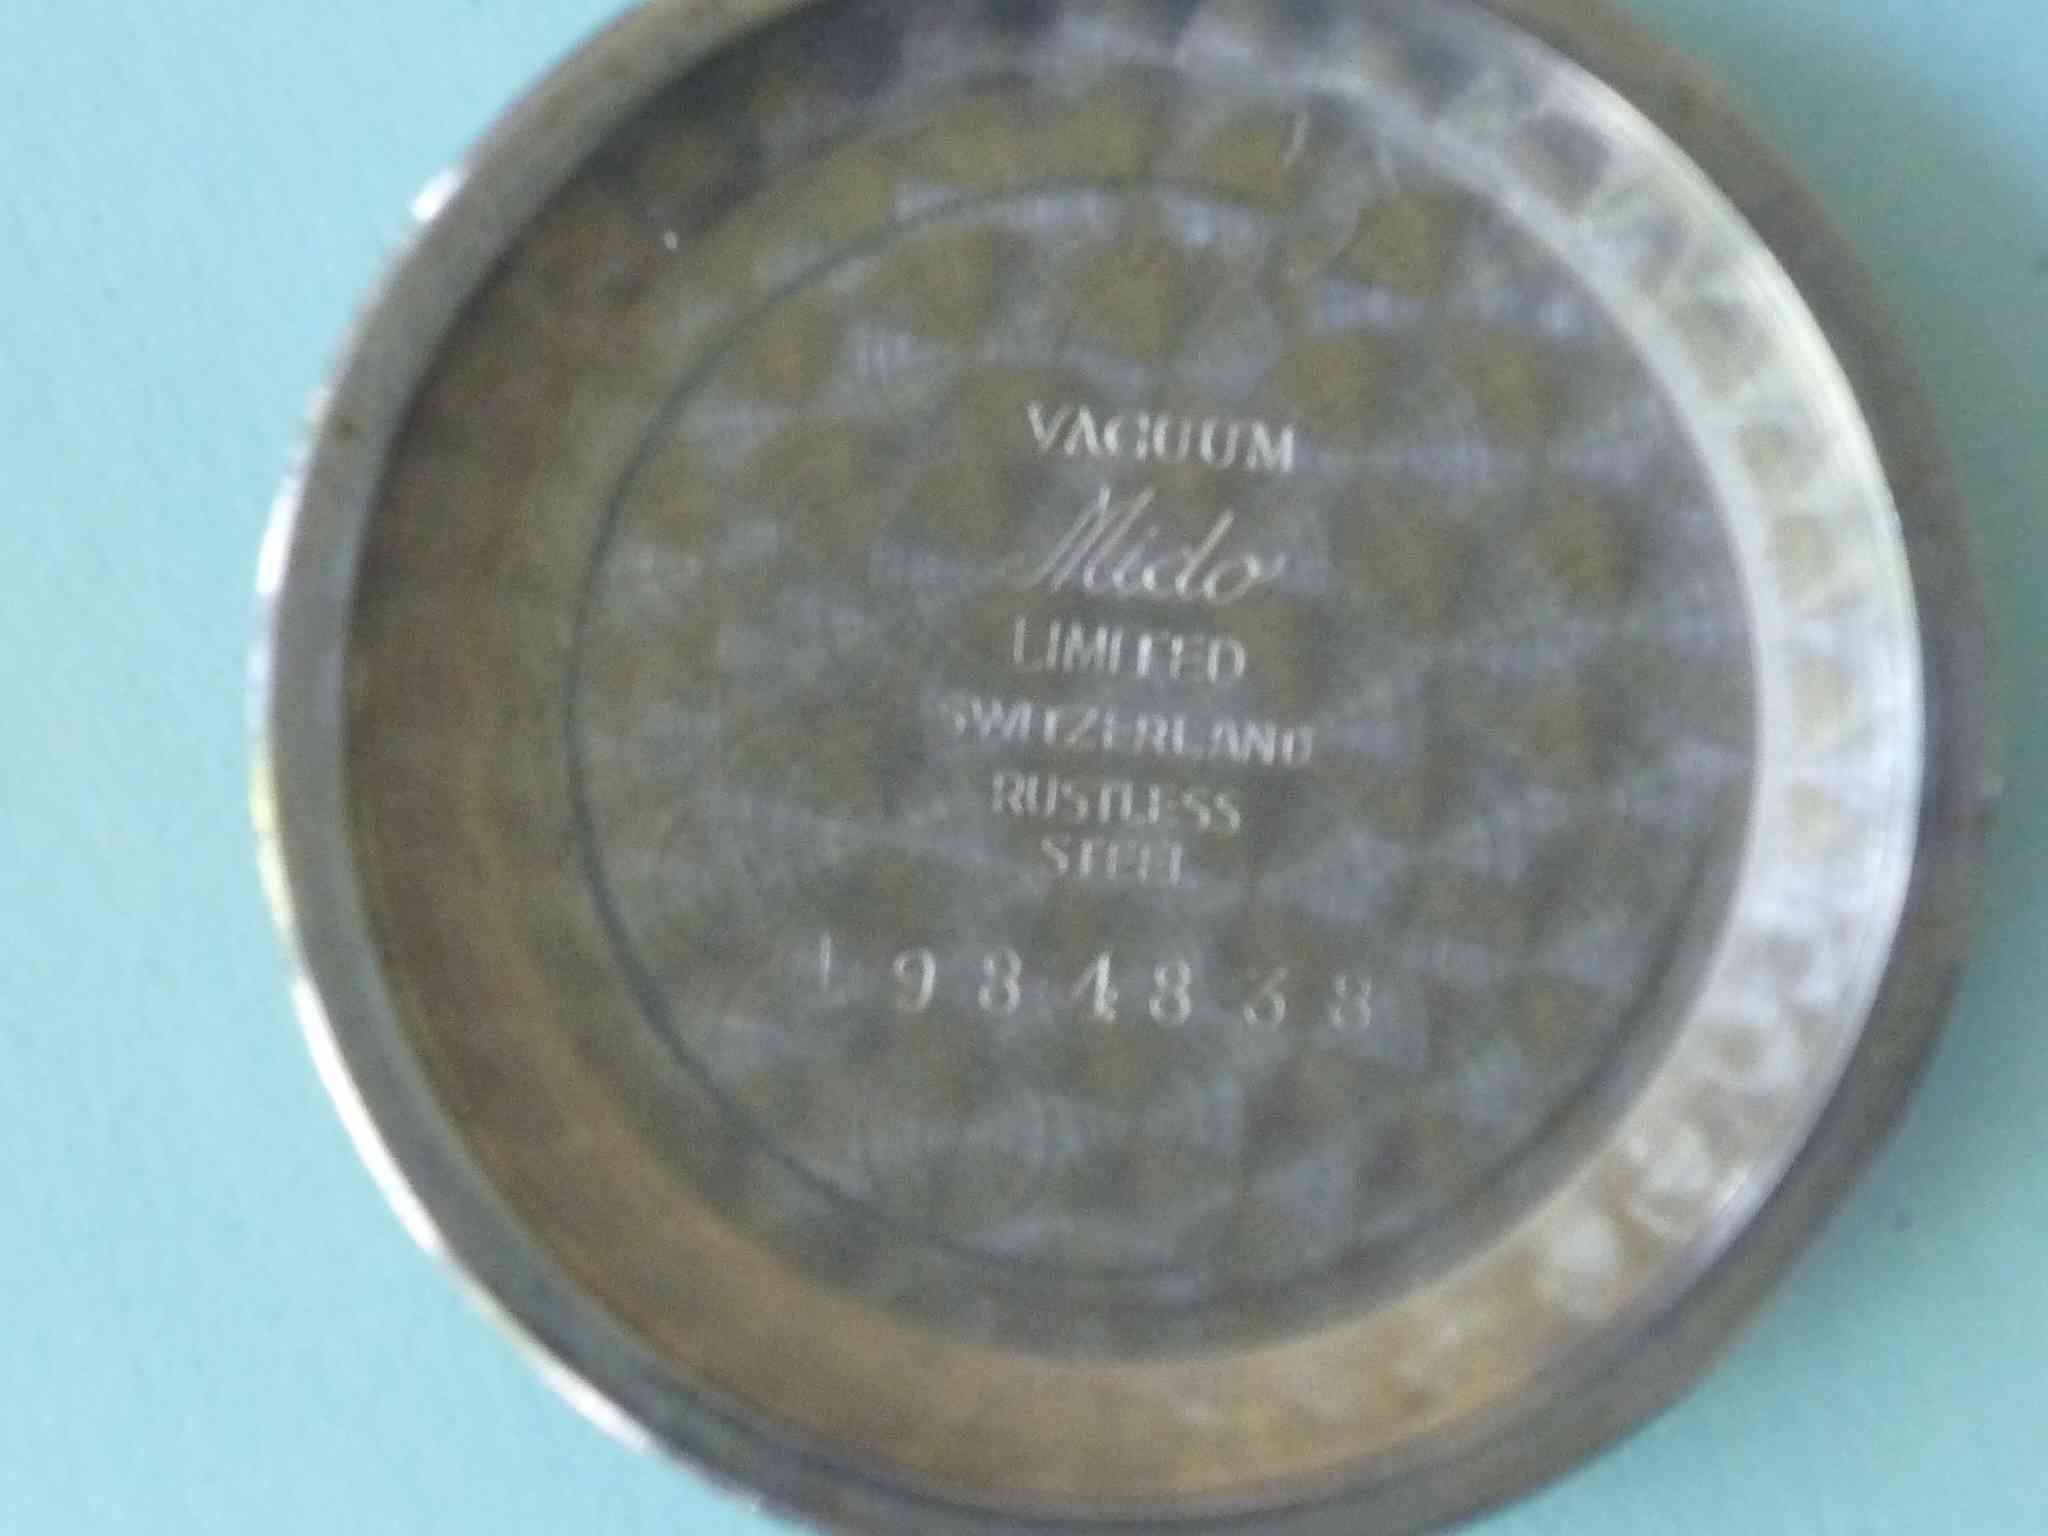 VACUUM
Mido
LIMITED
SWITZERLAND
RUSTLESS
STEEL
1984838